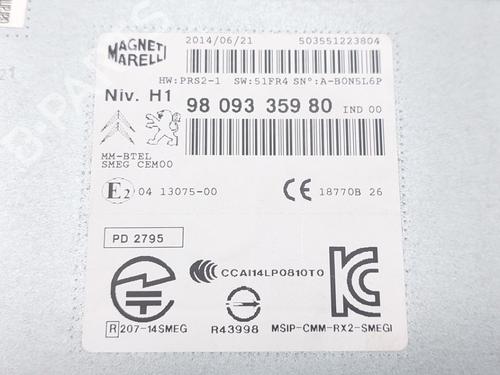 MAGNETI
MARELLI
2014/06/21 503551223804
HW:PRS2-1 SW:51FR4 SN°:A-B0N5L6P
Niv. H1
98 093 359 80 IND 00
MM-BTEL
SMEG CEM00
E2 04 13075-00
CE 18770B 26
PD 2795
CCAI14LP0810T0
R 207-14SMEG
R43998
MSIP-CMM-RX2-SMEGI